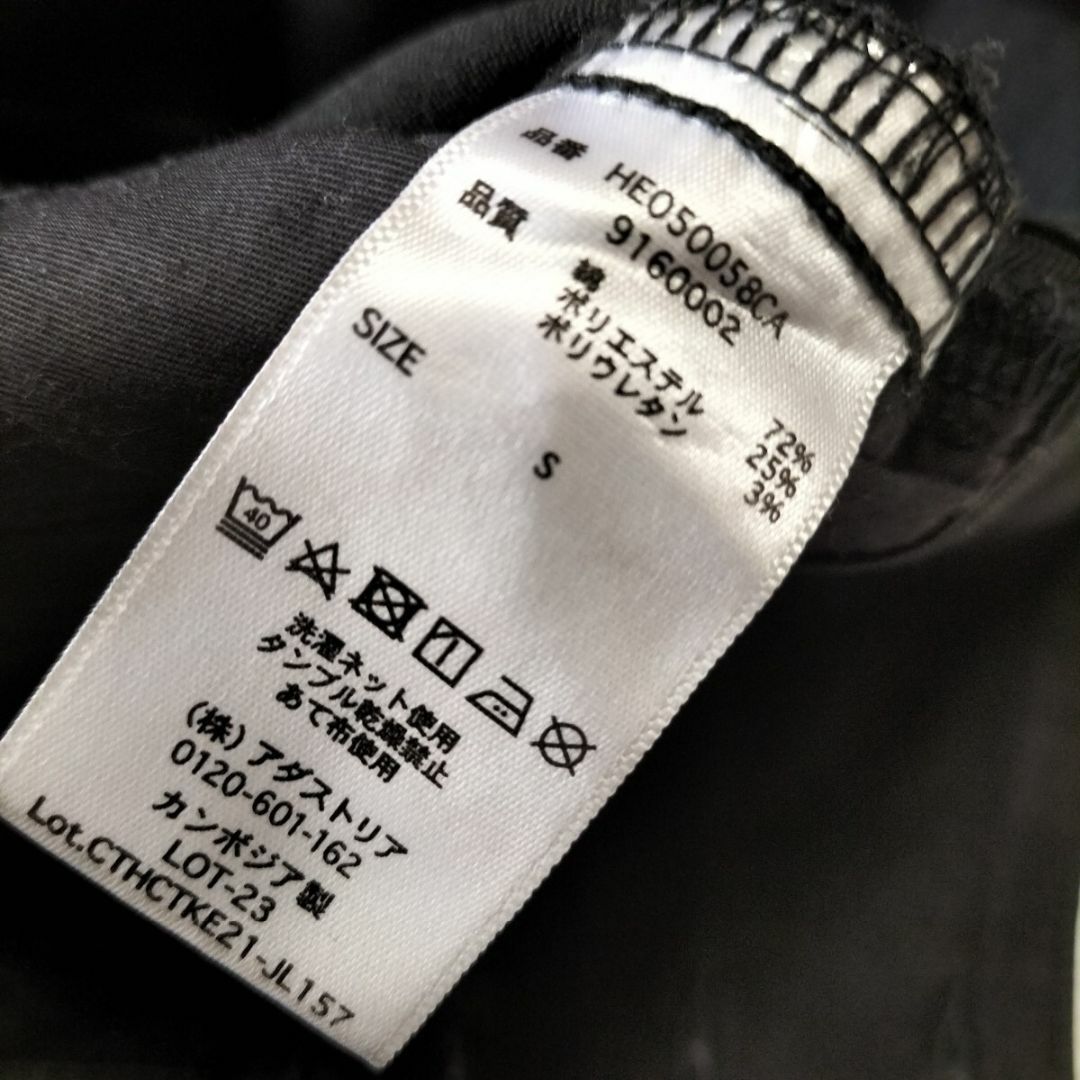 品番 HE050058CA
9160002
品質 綿 72%
ポリエステル 25%
ポリウレタン 3%
SIZE S
40
洗濯ネット使用
タンブル乾燥禁止
あて布使用
(株)アダストリア
0120-601-162
カンボジア製
LOT-23
Lot.CTHCTKE21-JL157